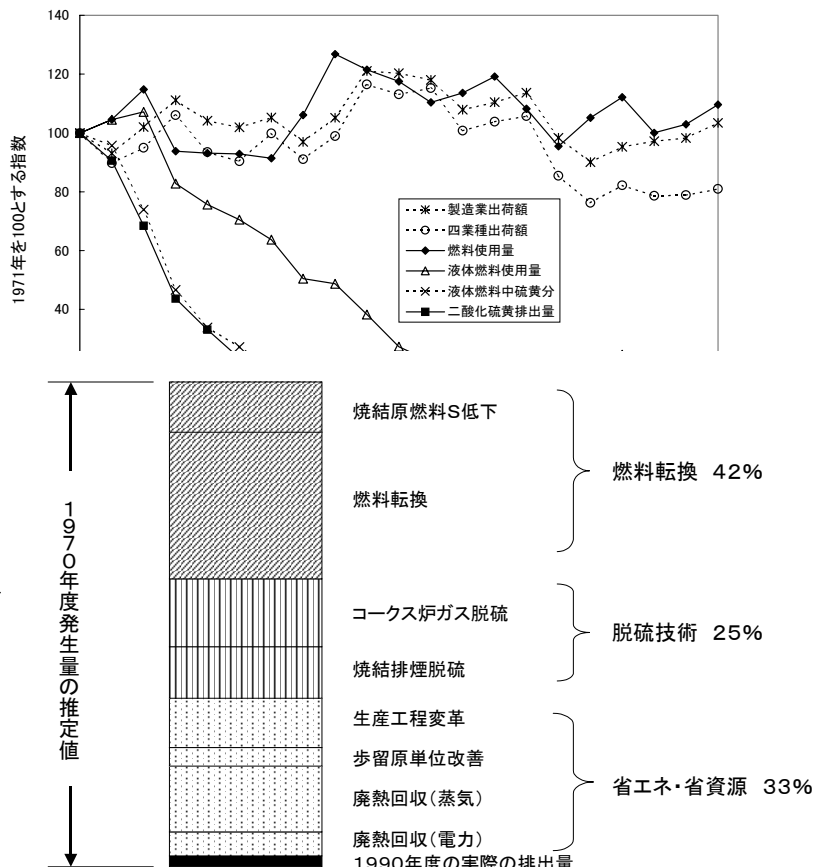 140
120
100
80
60
40
1971年を100とする指数
製造業出荷額
四業種出荷額
燃料使用量
液体燃料使用量
液体燃料中硫黄分
二酸化硫黄排出量
1970年度発生量の推定値
焼結原燃料S低下
燃料転換
燃料転換 42%
コークス炉ガス脱硫
焼結排煙脱硫
脱硫技術 25%
生産工程変革
歩留原単位改善
廃熱回収(蒸気)
廃熱回収(電力)
省エネ・省資源 33%
1990年度の実際の排出量